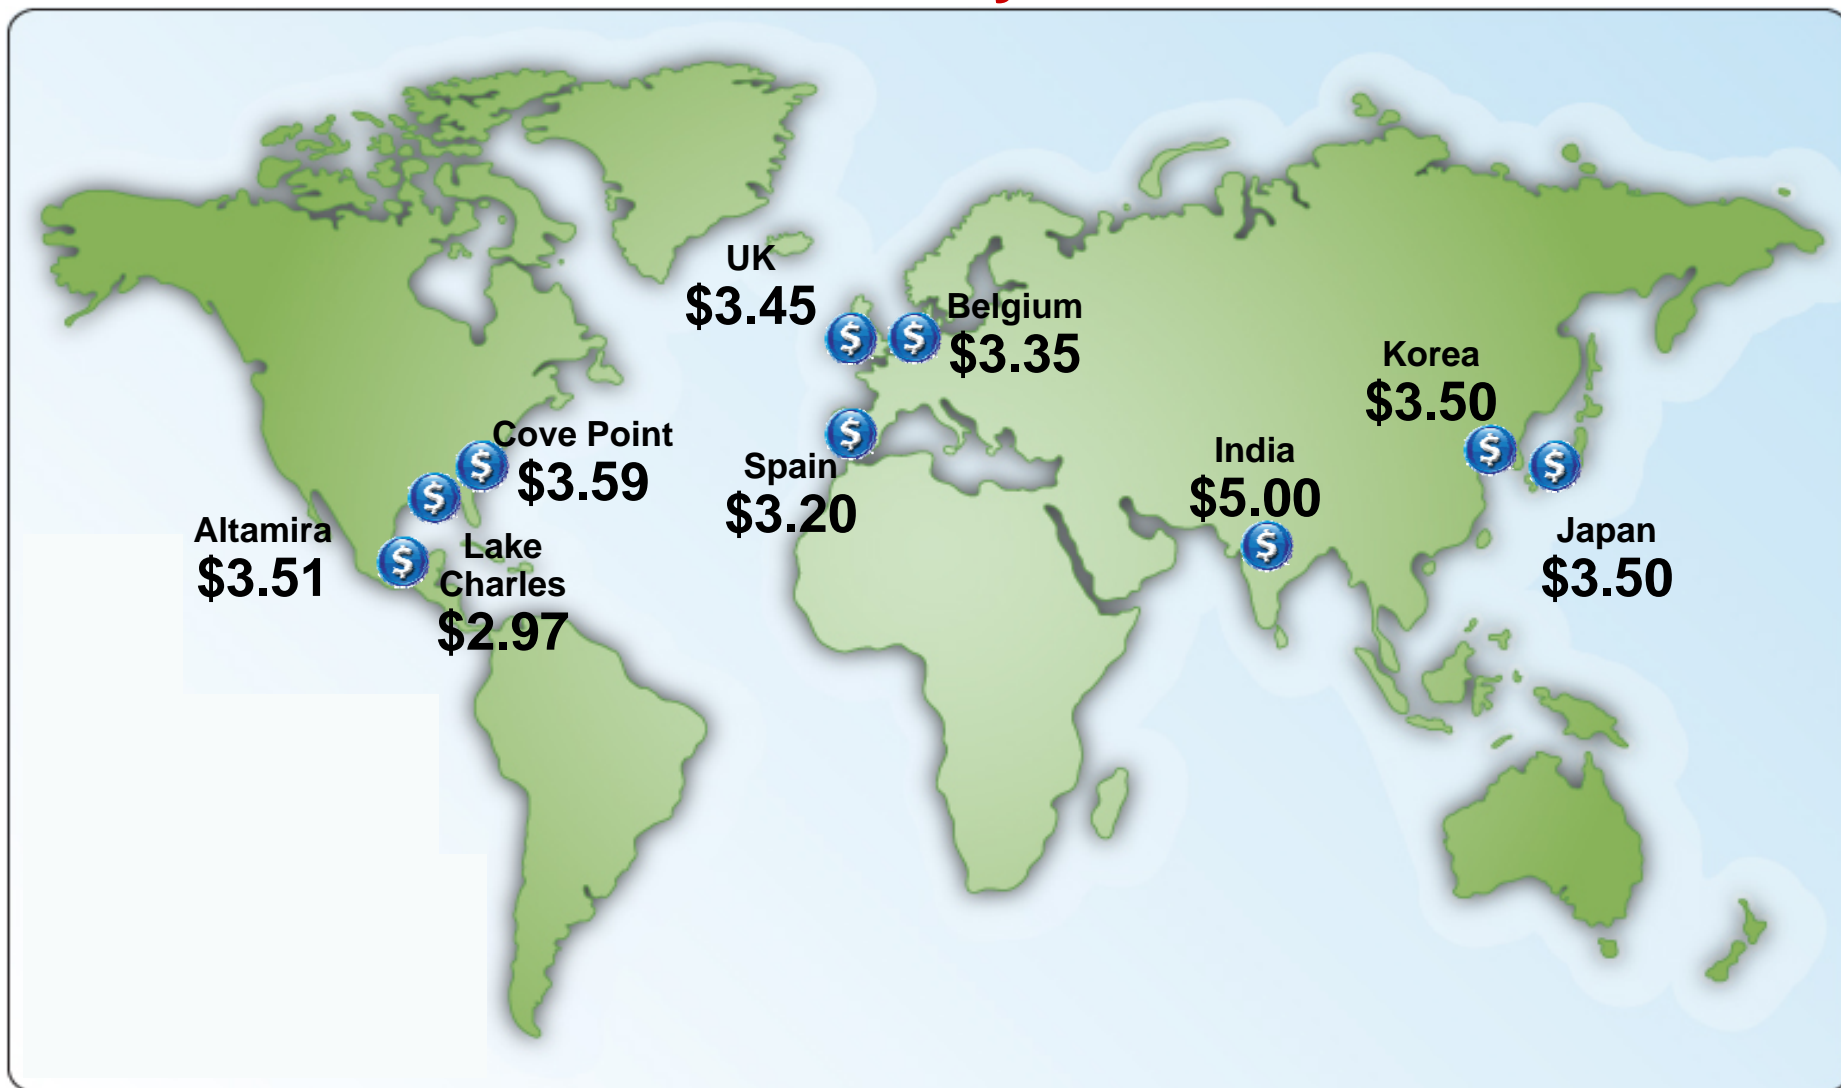 UK
$3.45
Belgium
$3.35
Korea
$3.50
Cove Point
$3.59
Spain
$3.20
India
$5.00
Altamira
$3.51
Lake
Charles
$2.97
Japan
$3.50